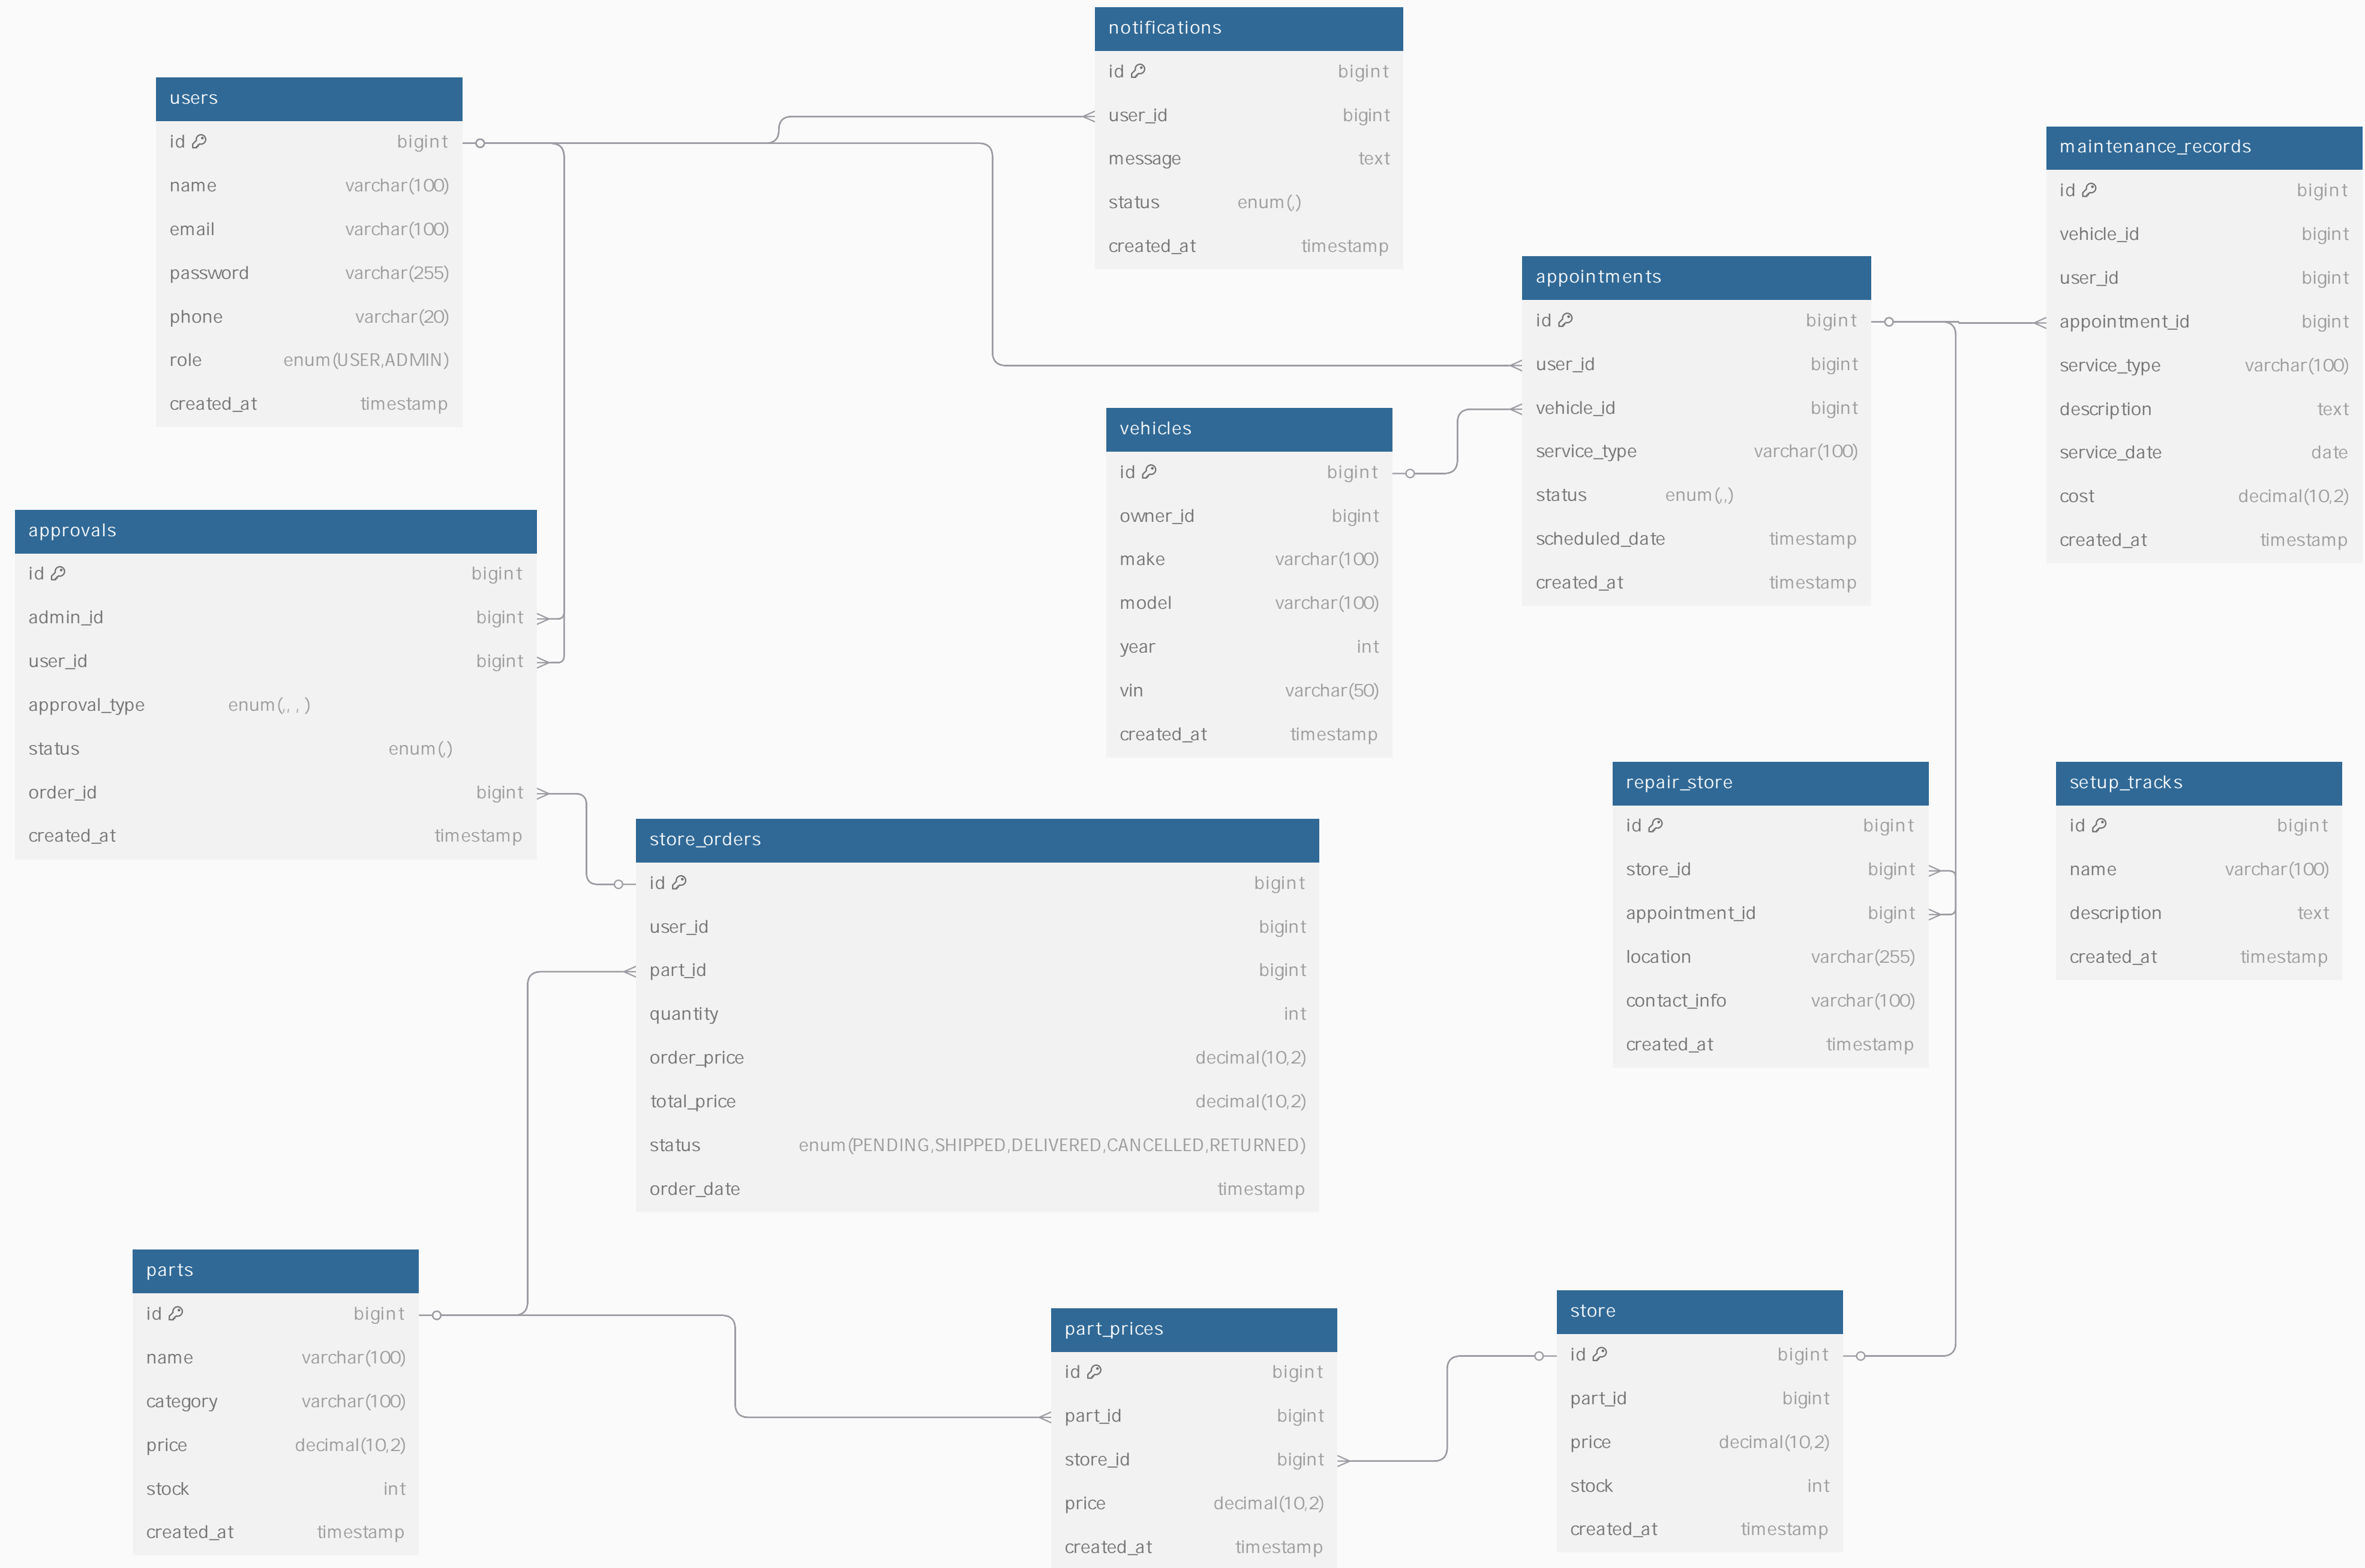 notifications
id bigint
user_id bigint
message text
status enum(,)
created_at timestamp
users
id bigint
name varchar(100)
email varchar(100)
password varchar(255)
phone varchar(20)
role enum(USER,ADMIN)
created_at timestamp
maintenance_records
id bigint
vehicle_id bigint
user_id bigint
appointment_id bigint
service_type varchar(100)
description text
service_date date
cost decimal(10,2)
created_at timestamp
appointments
id bigint
user_id bigint
vehicle_id bigint
service_type varchar(100)
status enum(,,)
scheduled_date timestamp
created_at timestamp
vehicles
id bigint
owner_id bigint
make varchar(100)
model varchar(100)
year int
vin varchar(50)
created_at timestamp
approvals
id bigint
admin_id bigint
user_id bigint
approval_type enum(,, , )
status enum(,)
order_id bigint
created_at timestamp
repair_store
id bigint
store_id bigint
appointment_id bigint
location varchar(255)
contact_info varchar(100)
created_at timestamp
setup_tracks
id bigint
name varchar(100)
description text
created_at timestamp
store_orders
id bigint
user_id bigint
part_id bigint
quantity int
order_price decimal(10,2)
total_price decimal(10,2)
status enum(PENDING,SHIPPED,DELIVERED,CANCELLED,RETURNED)
order_date timestamp
parts
id bigint
name varchar(100)
category varchar(100)
price decimal(10,2)
stock int
created_at timestamp
part_prices
id bigint
part_id bigint
store_id bigint
price decimal(10,2)
created_at timestamp
store
id bigint
part_id bigint
price decimal(10,2)
stock int
created_at timestamp